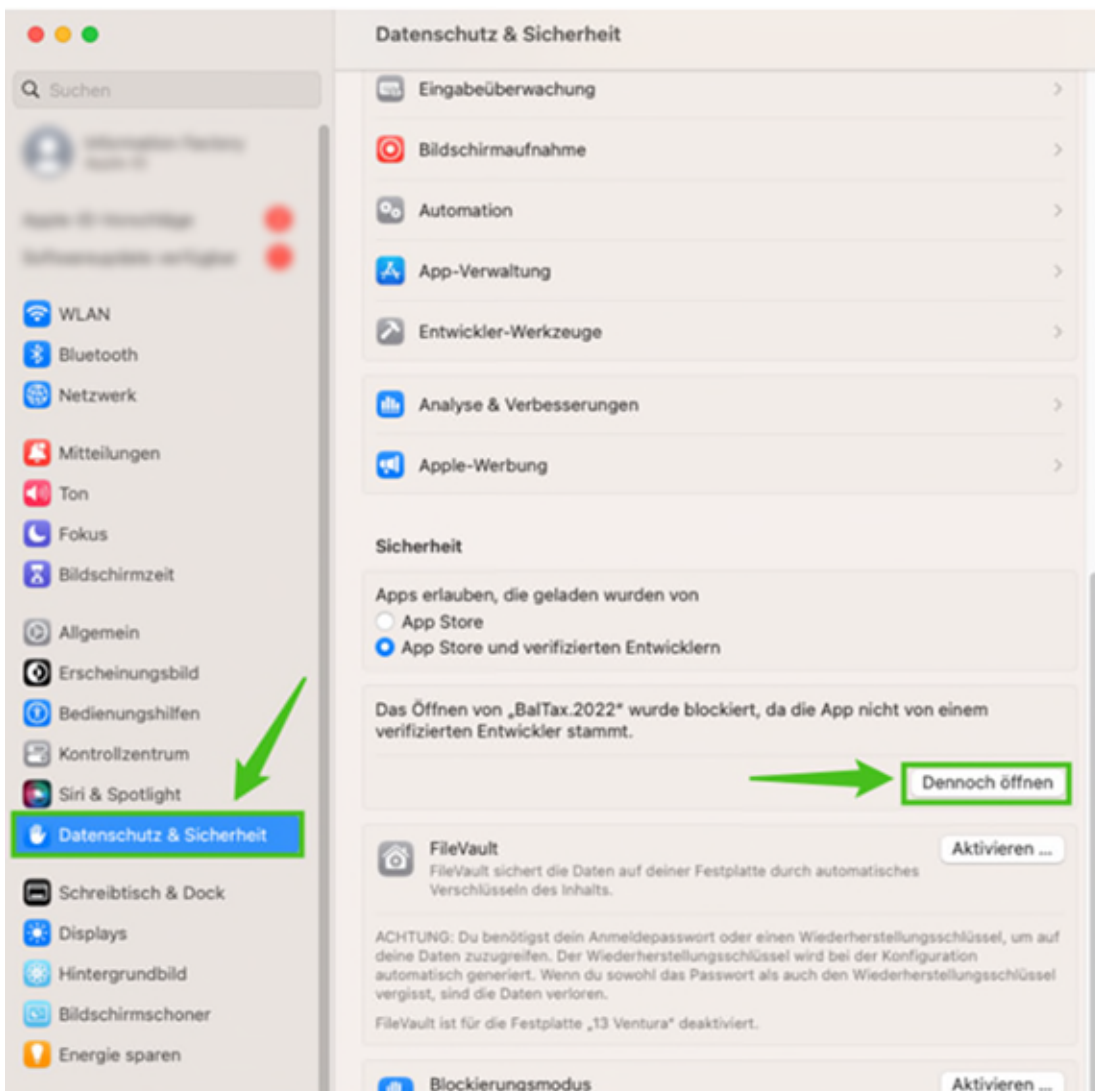 Datenschutz & Sicherheit
Suchen
WLAN
Bluetooth
Netzwerk
Mitteilungen
Ton
Fokus
Bildschirmzeit
Allgemein
Erscheinungsbild
Bedienungshilfen
Kontrollzentrum
Siri & Spotlight
Datenschutz & Sicherheit
Schreibtisch & Dock
Displays
Hintergrundbild
Bildschirmschoner
Energie sparen
Eingabeüberwachung
Bildschirmaufnahme
Automation
App-Verwaltung
Entwickler-Werkzeuge
Analyse & Verbesserungen
Apple-Werbung
Sicherheit
Apps erlauben, die geladen wurden von
App Store
App Store und verifizierten Entwicklern
Das Öffnen von „BalTax.2022“ wurde blockiert, da die App nicht von einem
verifizierten Entwickler stammt.
Dennoch öffnen
FileVault
Aktivieren ...
FileVault sichert die Daten auf deiner Festplatte durch automatisches
Verschlüsseln des Inhalts.
ACHTUNG: Du benötigst dein Anmeldepasswort oder einen Wiederherstellungsschlüssel, um auf
deine Daten zuzugreifen. Der Wiederherstellungsschlüssel wird bei der Konfiguration
automatisch generiert. Wenn du sowohl das Passwort als auch den Wiederherstellungsschlüssel
vergisst, sind die Daten verloren.
FileVault ist für die Festplatte „13 Ventura“ deaktiviert.
Blockierungsmodus
Aktivieren ...